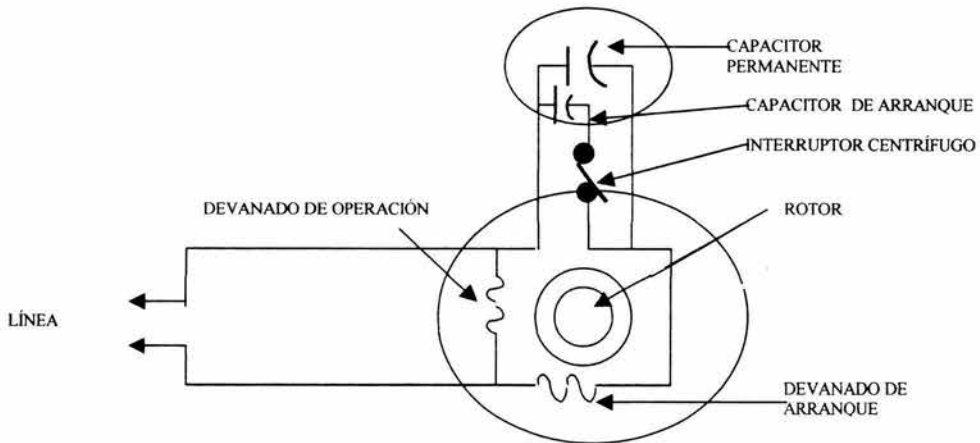 CAPACITOR
PERMANENTE
CAPACITOR DE ARRANQUE
INTERRUPTOR CENTRÍFUGO
DEVANADO DE OPERACIÓN
ROTOR
LÍNEA
DEVANADO DE
ARRANQUE